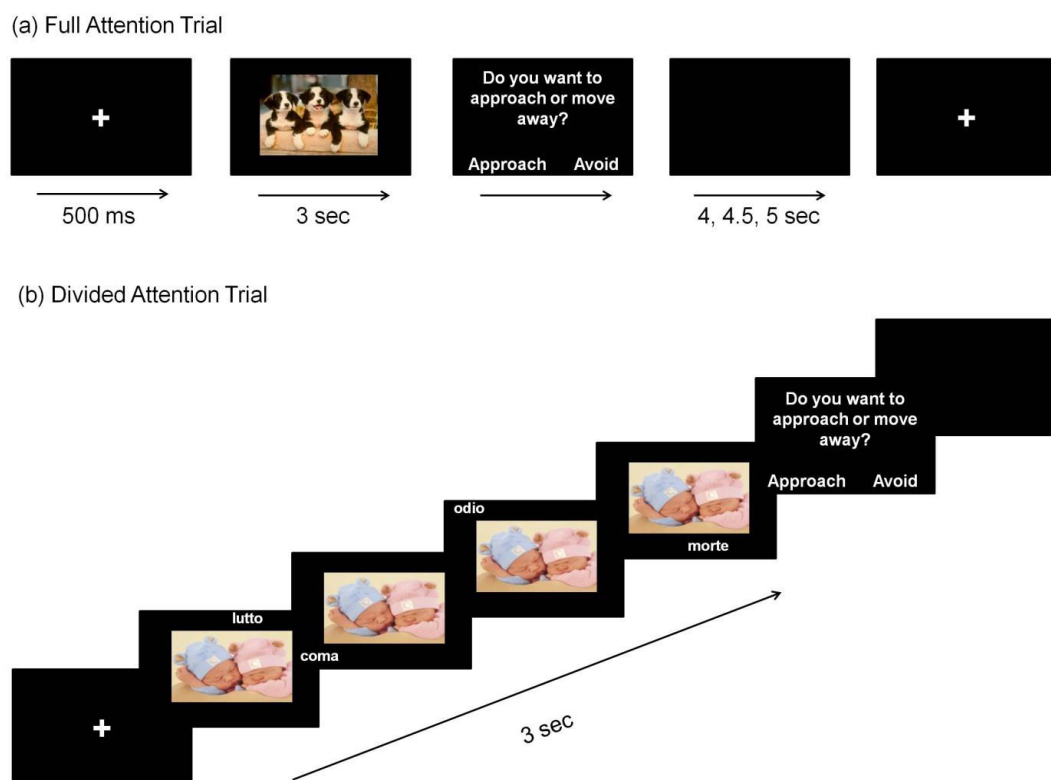 (a) Full Attention Trial
Do you want to
approach or move
away?
Approach Avoid
500 ms
3 sec
4, 4.5, 5 sec
(b) Divided Attention Trial
Do you want to
approach or move
away?
Approach Avoid
odio
morte
lutto
coma
3 sec